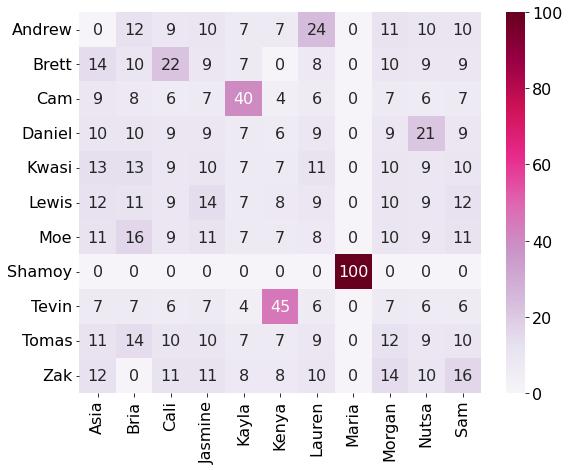 Andrew 0 12 9 10 7 7 24 0 11 10 10
Brett 14 10 22 9 7 0 8 0 10 9 9
Cam 9 8 6 7 40 4 6 0 7 6 7
Daniel 10 10 9 9 7 6 9 0 9 21 9
Kwasi 13 13 9 10 7 7 11 0 10 9 10
Lewis 12 11 9 14 7 8 9 0 10 9 12
Moe 11 16 9 11 7 7 8 0 10 9 11
Shamoy 0 0 0 0 0 0 0 100 0 0 0
Tevin 7 7 6 7 4 45 6 0 7 6 6
Tomas 11 14 10 10 7 7 9 0 12 9 10
Zak 12 0 11 11 8 8 10 0 14 10 16
Asia Bria Cali Jasmine Kayla Kenya Lauren Maria Morgan Nutsa Sam
100
80
60
40
20
0